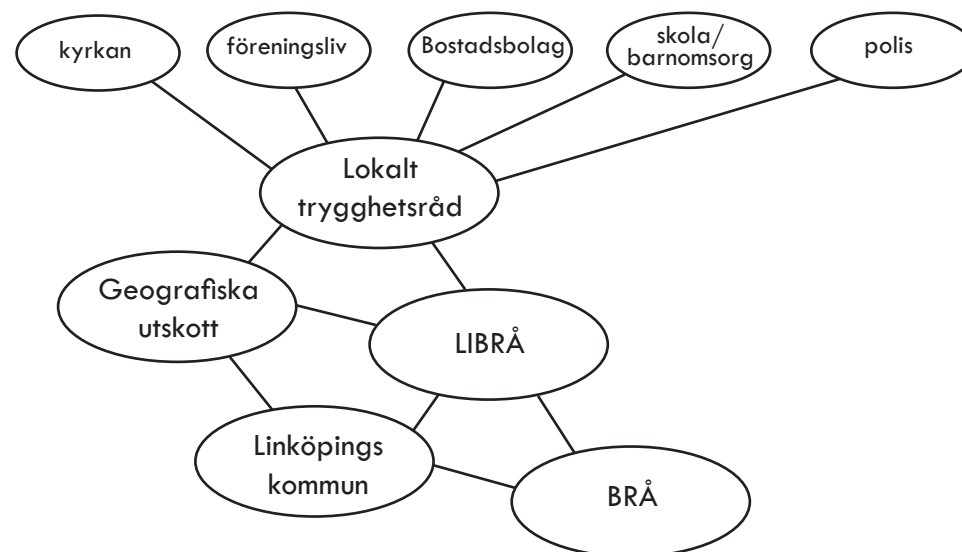 kyrkan
föreningsliv
Bostadsbolag
skola/
barnomsorg
polis
Lokalt
trygghetsråd
Geografiska
utskott
LIBRÅ
Linköpings
kommun
BRÅ